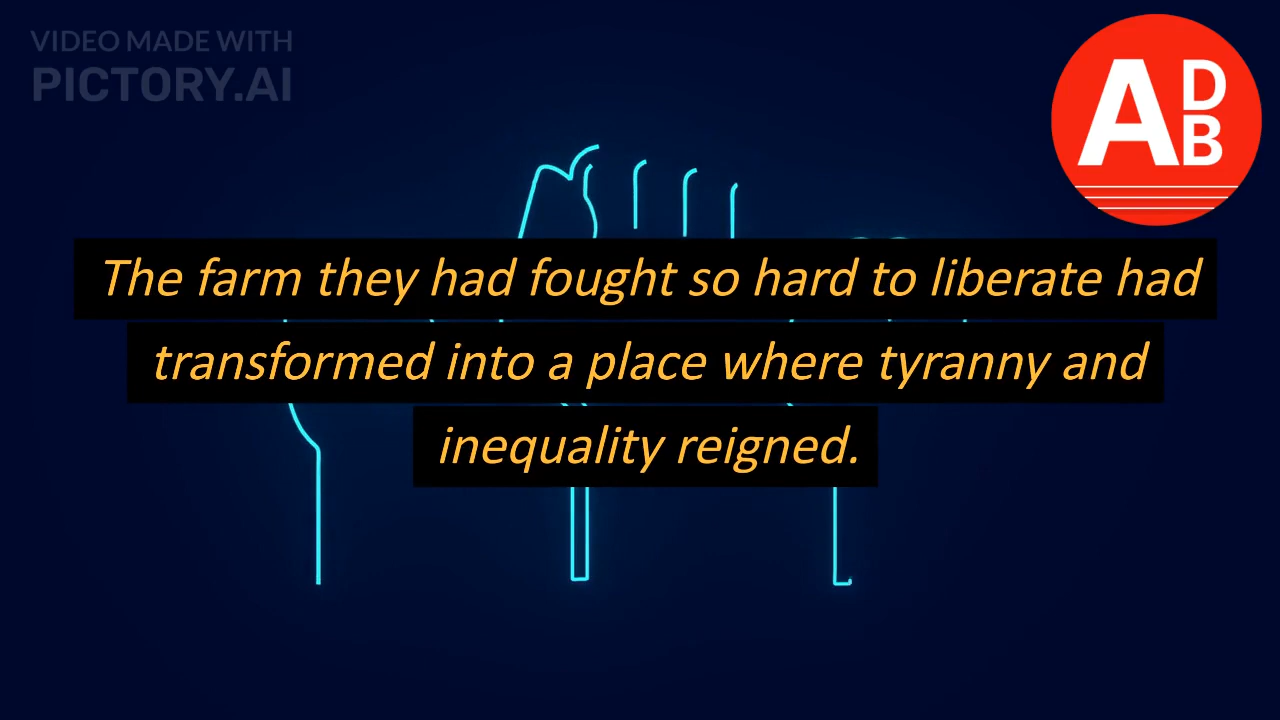 VIDEO MADE WITH
PICTORY.AI
ADB
The farm they had fought so hard to liberate had
transformed into a place where tyranny and
inequality reigned.